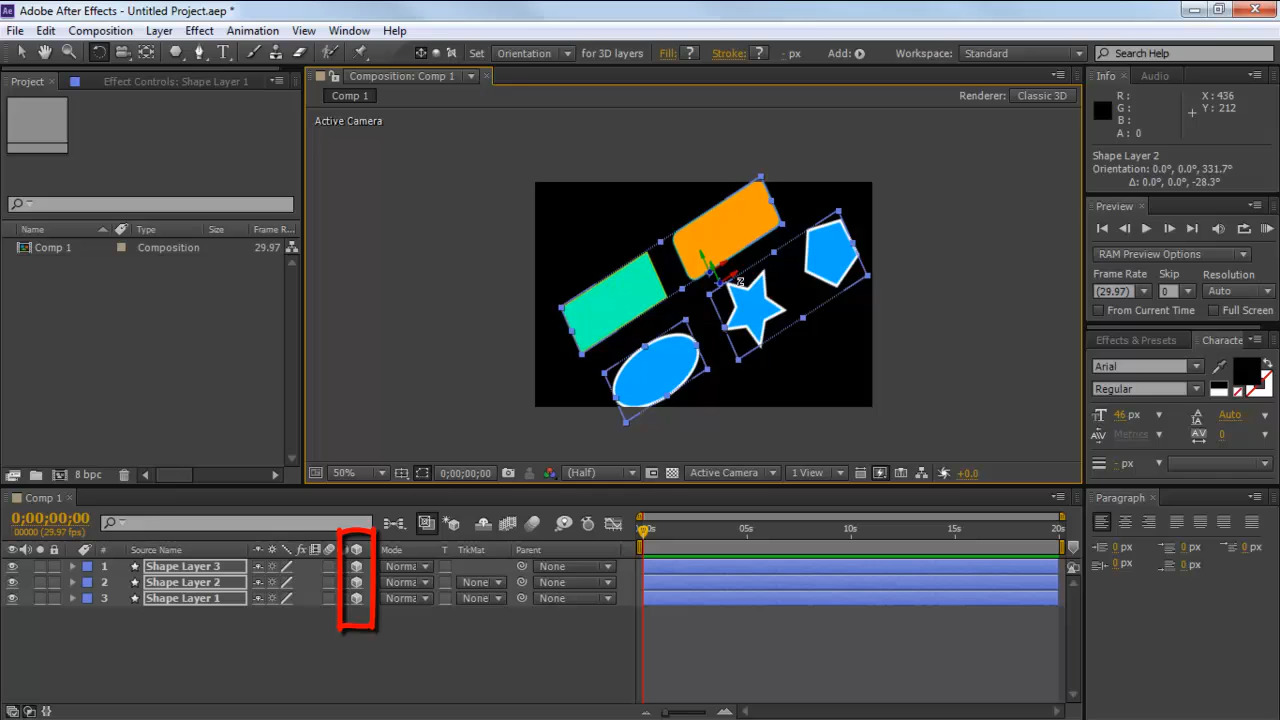 Adobe After Effects - Untitled Project.aep *
File Edit Composition Layer Effect Animation View Window Help
Set Orientation for 3D layers Fill: ? Stroke: ? - px Add: Workspace: Standard Search Help
Project Effect Controls: Shape Layer 1
Composition: Comp 1
Info Audio
Comp 1
Renderer: Classic 3D
R :
G :
B :
A : 0
X : 436
Y : 212
Active Camera
Shape Layer 2
Orientation: 0.0°, 0.0°, 331.7°
Δ: 0.0°, 0.0°, -28.3°
Preview
RAM Preview Options
Frame Rate Skip Resolution
(29.97) 0 Auto
From Current Time Full Screen
Name Type Size Frame R...
Comp 1 Composition 29.97
Effects & Presets Characte
Arial
Regular
46 px Auto
Metrics 0
- px
8 bpc
50% 0;00;00;00 (Half) Active Camera 1 View +0.0
Comp 1
0;00;00;00
00000 (29.97 fps)
# Source Name Mode T TrkMat Parent
00s 05s 10s 15s 20s
1 Shape Layer 3 Norma None
2 Shape Layer 2 Norma None None
3 Shape Layer 1 Norma None None
Paragraph
0 px 0 px 0 px
0 px 0 px